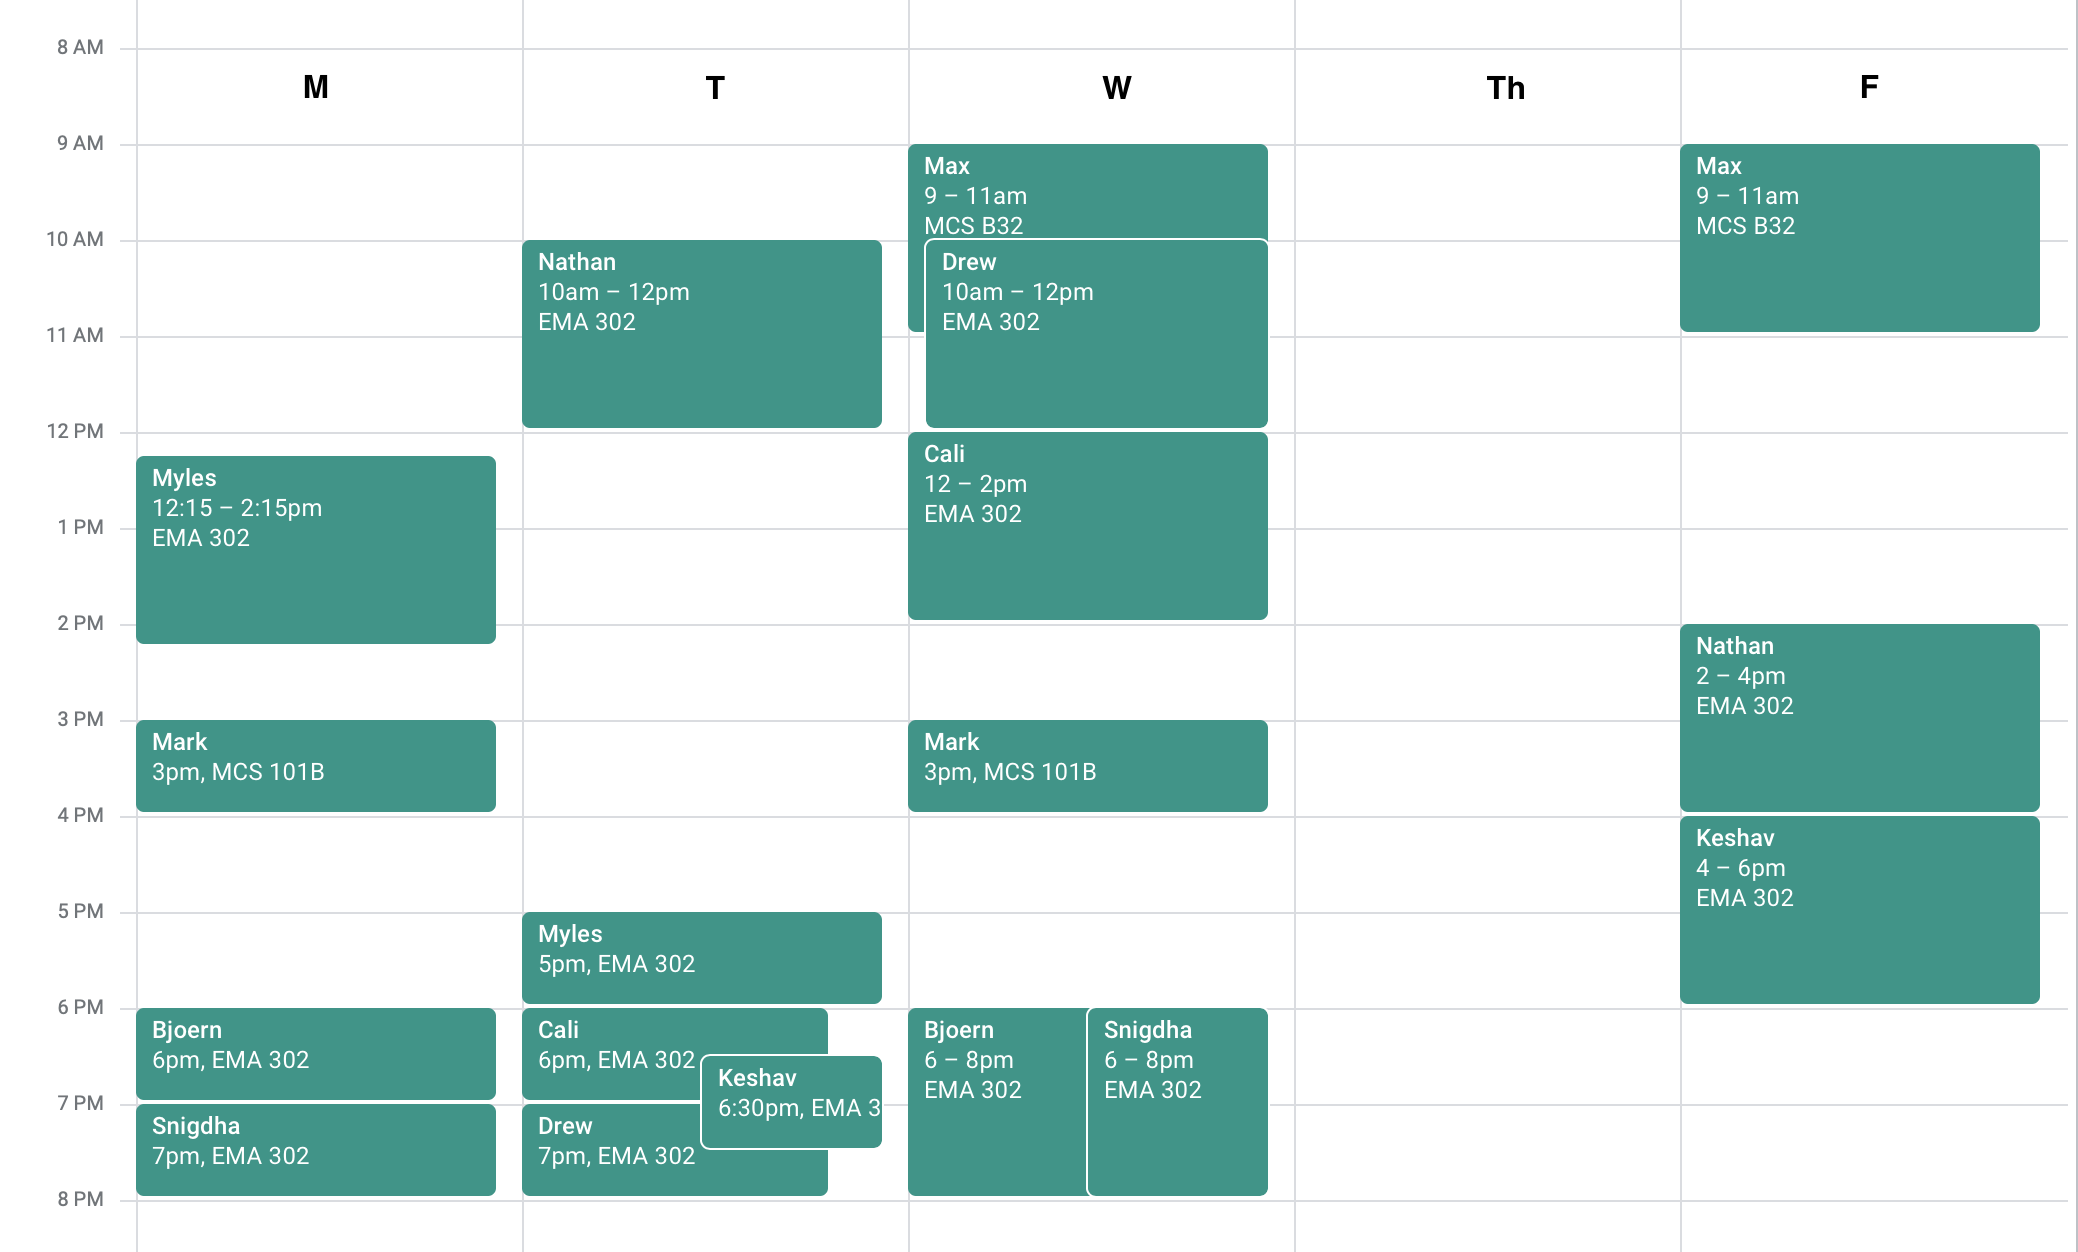 8 AM
M
T
W
Th
F
9 AM
Max
9 – 11am
MCS B32
Max
9 – 11am
MCS B32
10 AM
Nathan
10am – 12pm
EMA 302
Drew
10am – 12pm
EMA 302
11 AM
12 PM
Myles
12:15 – 2:15pm
EMA 302
Cali
12 – 2pm
EMA 302
1 PM
2 PM
Nathan
2 – 4pm
EMA 302
3 PM
Mark
3pm, MCS 101B
Mark
3pm, MCS 101B
4 PM
Keshav
4 – 6pm
EMA 302
5 PM
Myles
5pm, EMA 302
6 PM
Bjoern
6pm, EMA 302
Cali
6pm, EMA 302
Keshav
6:30pm, EMA 3
Bjoern
6 – 8pm
EMA 302
Snigdha
6 – 8pm
EMA 302
7 PM
Snigdha
7pm, EMA 302
Drew
7pm, EMA 302
8 PM